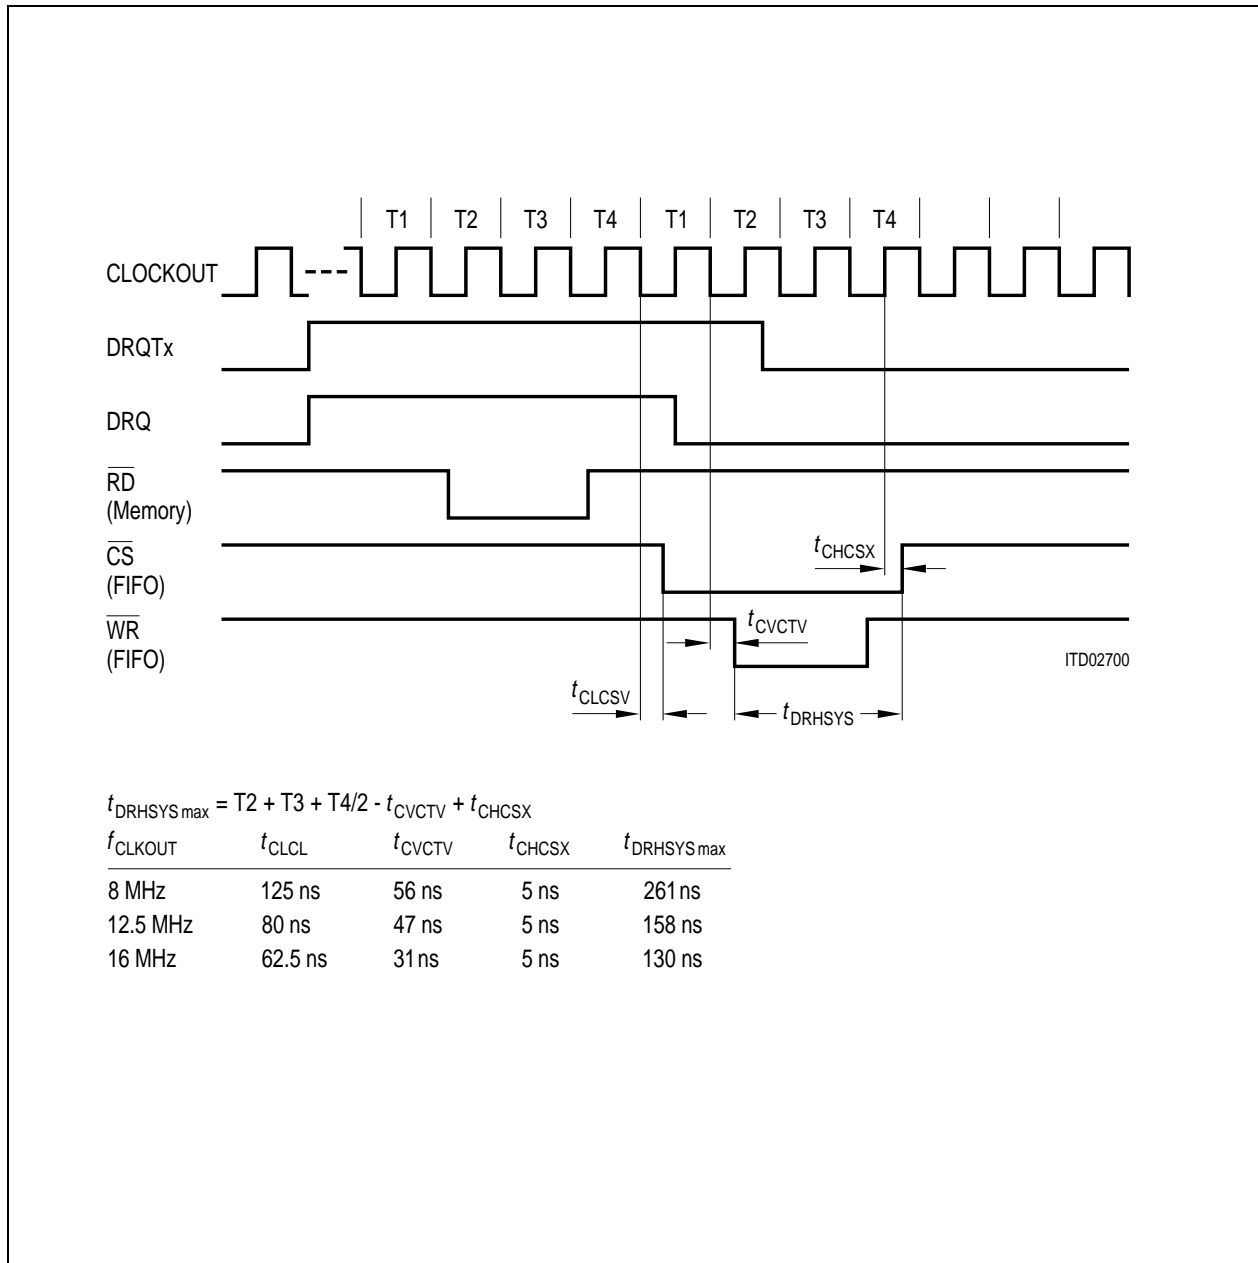 T1 T2 T3 T4 T1 T2 T3 T4
CLOCKOUT
DRQTx
DRQ
RD
(Memory)
CS
(FIFO)
tCHCSX
WR
(FIFO)
tCVCTV
ITD02700
tCLCSV
tDRHSYS
tDRHSYS max = T2 + T3 + T4/2 - tCVCTV + tCHCSX
fCLKOUT tCLCL tCVCTV tCHCSX tDRHSYS max
8 MHz 125 ns 56 ns 5 ns 261 ns
12.5 MHz 80 ns 47 ns 5 ns 158 ns
16 MHz 62.5 ns 31 ns 5 ns 130 ns